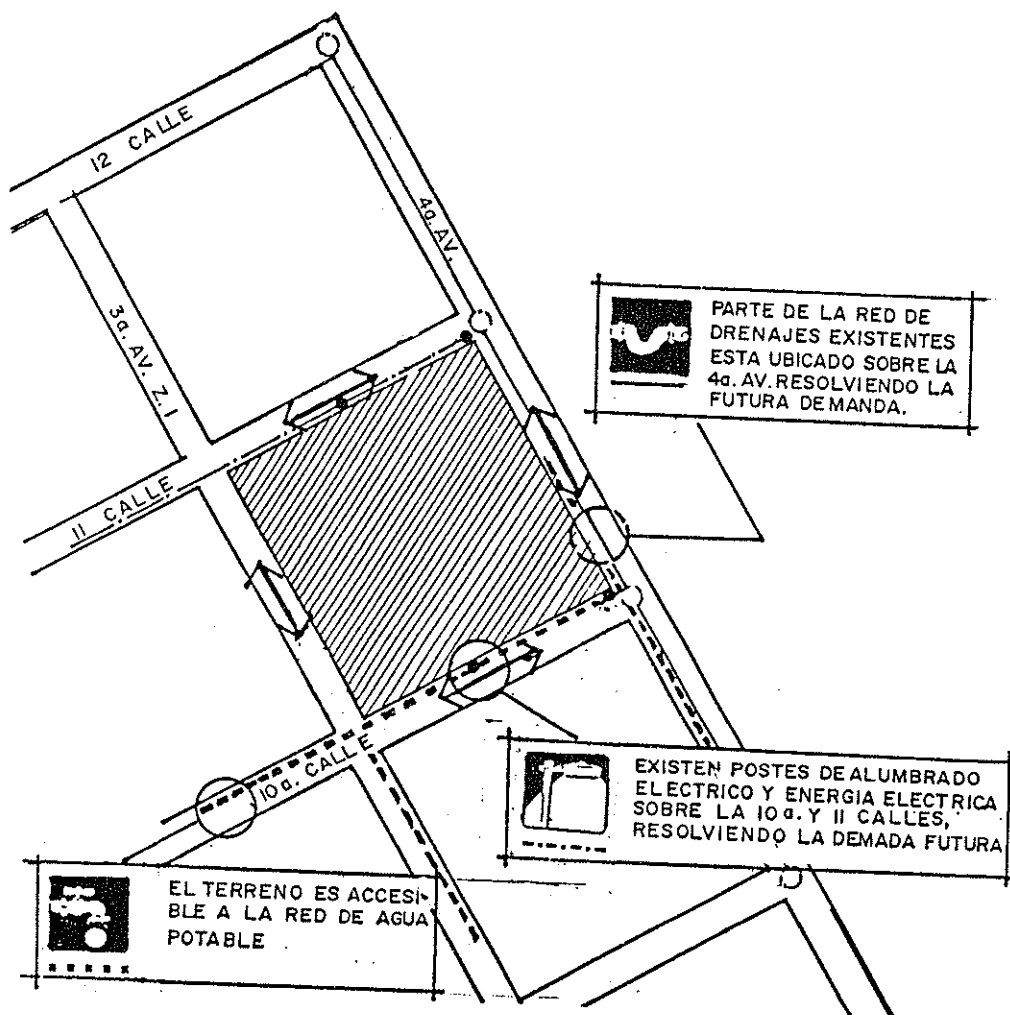 12 CALLE
4a. AV.
3a. AV. Z. 1
11 CALLE
10a. CALLE
PARTE DE LA RED DE
DRENAJES EXISTENTES
ESTA UBICADO SOBRE LA
4a. AV. RESOLVIENDO LA
FUTURA DEMANDA.
EXISTEN POSTES DE ALUMBRADO
ELECTRICO Y ENERGIA ELECTRICA
SOBRE LA 10a. Y 11 CALLES,
RESOLVIENDO LA DEMADA FUTURA
EL TERRENO ES ACCESI-
BLE A LA RED DE AGUA
POTABLE